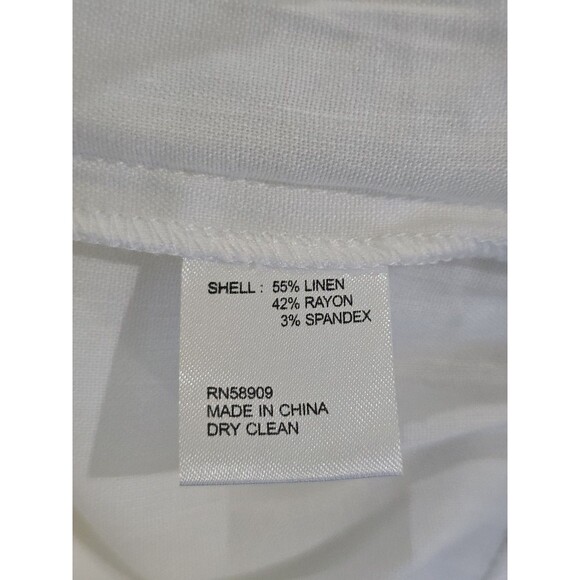 SHELL : 55% LINEN
42% RAYON
3% SPANDEX
RN58909
MADE IN CHINA
DRY CLEAN